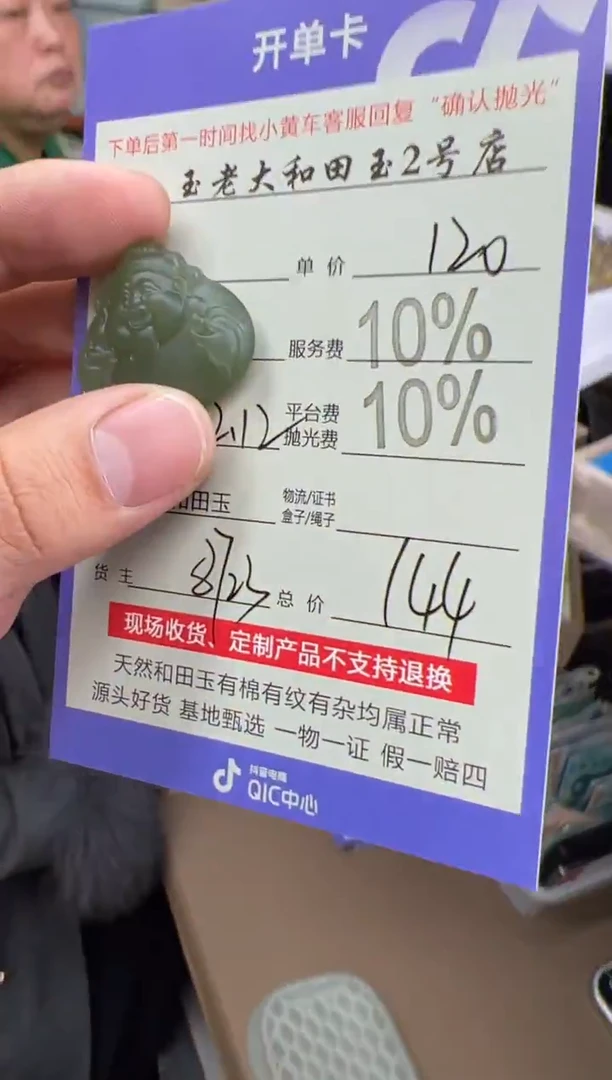 开单卡
下单后第一时间找小黄车客服回复“确认抛光”
玉老大和田玉2号店
单价 120
服务费 10%
平台费
抛光费 10%
和田玉 物流/证书
盒子/绳子
货主 总价 144
现场收货、定制产品不支持退换
天然和田玉有棉有纹有杂均属正常
源头好货 基地甄选 一物一证 假一赔四
抖音电商
QIC中心